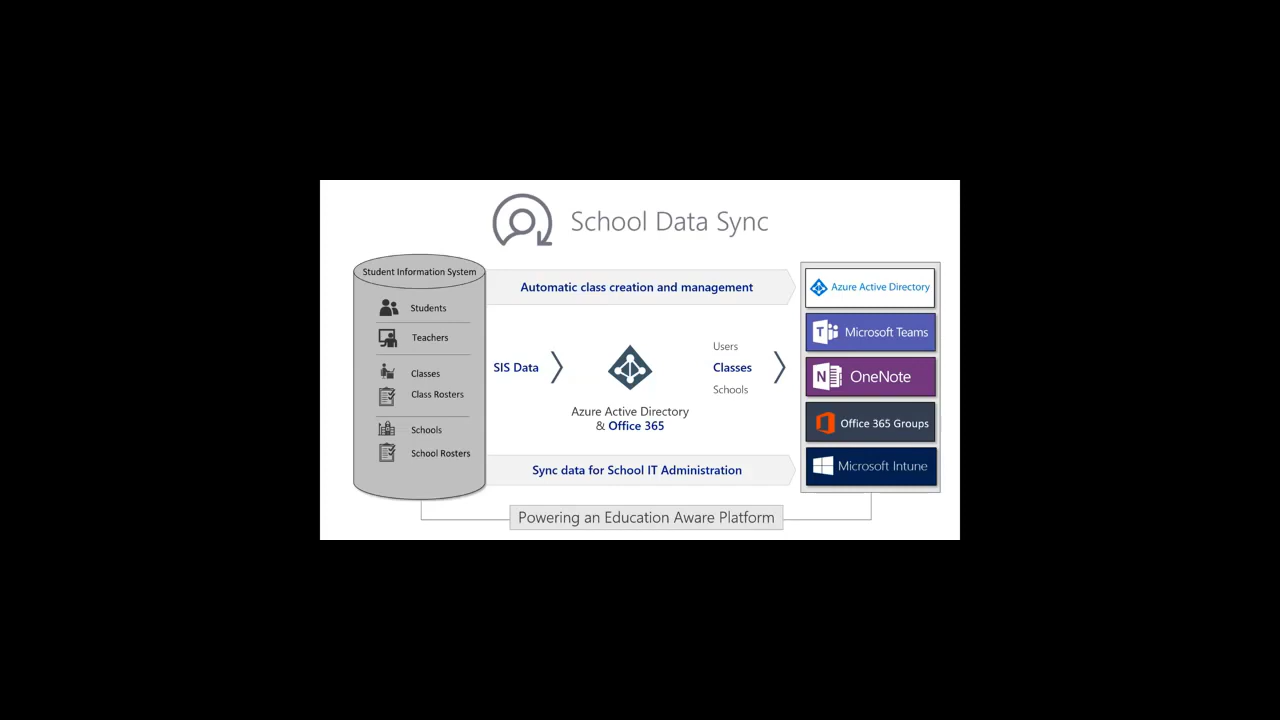 School Data Sync
Student Information System
Students
Teachers
Classes
Class Rosters
Schools
School Rosters
Automatic class creation and management
SIS Data
Azure Active Directory
& Office 365
Users
Classes
Schools
Sync data for School IT Administration
Azure Active Directory
Microsoft Teams
OneNote
Office 365 Groups
Microsoft Intune
Powering an Education Aware Platform